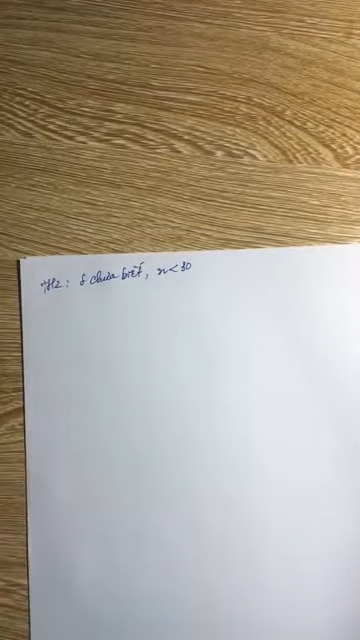 TH2: δ chưa biết, n < 30